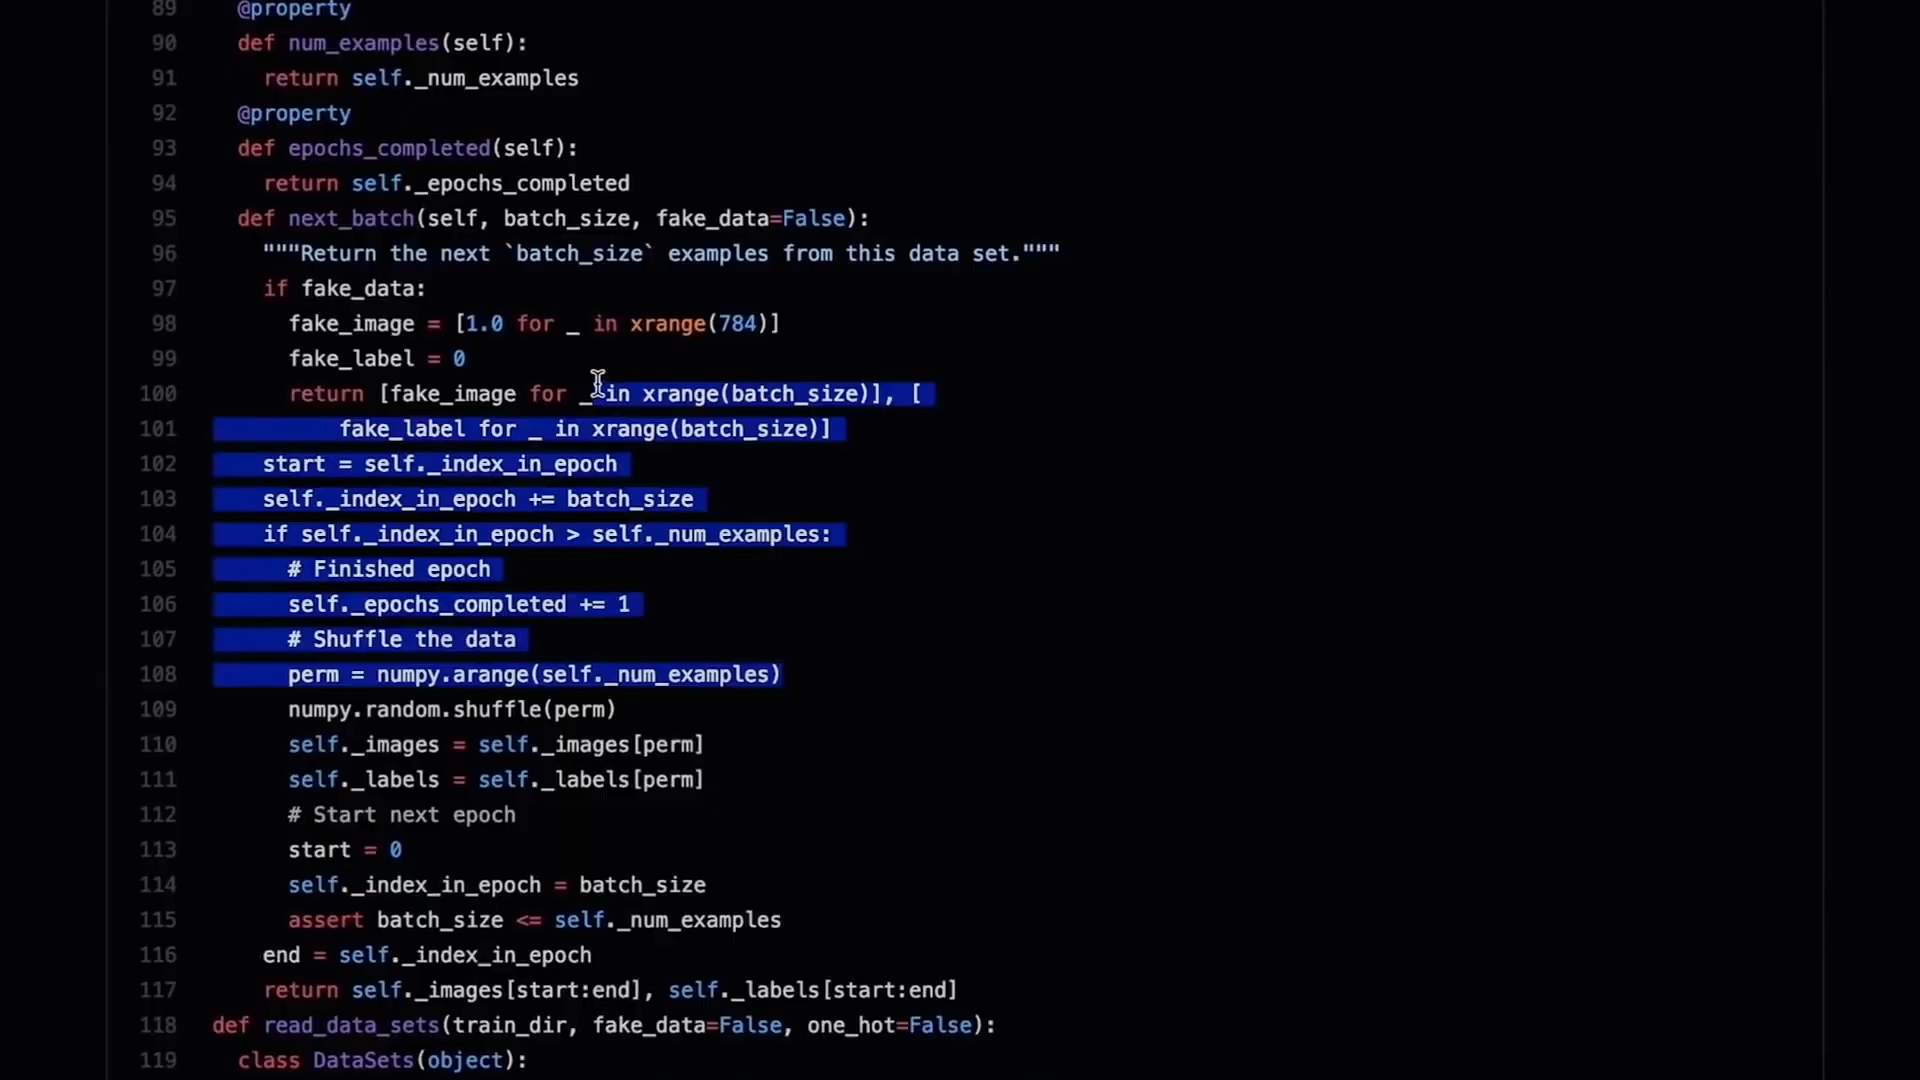 89 @property
90 def num_examples(self):
91 return self._num_examples
92 @property
93 def epochs_completed(self):
94 return self._epochs_completed
95 def next_batch(self, batch_size, fake_data=False):
96 """Return the next `batch_size` examples from this data set."""
97 if fake_data:
98 fake_image = [1.0 for _ in xrange(784)]
99 fake_label = 0
100 return [fake_image for _ in xrange(batch_size)], [
101 fake_label for _ in xrange(batch_size)]
102 start = self._index_in_epoch
103 self._index_in_epoch += batch_size
104 if self._index_in_epoch > self._num_examples:
105 # Finished epoch
106 self._epochs_completed += 1
107 # Shuffle the data
108 perm = numpy.arange(self._num_examples)
109 numpy.random.shuffle(perm)
110 self._images = self._images[perm]
111 self._labels = self._labels[perm]
112 # Start next epoch
113 start = 0
114 self._index_in_epoch = batch_size
115 assert batch_size <= self._num_examples
116 end = self._index_in_epoch
117 return self._images[start:end], self._labels[start:end]
118 def read_data_sets(train_dir, fake_data=False, one_hot=False):
119 class DataSets(object):